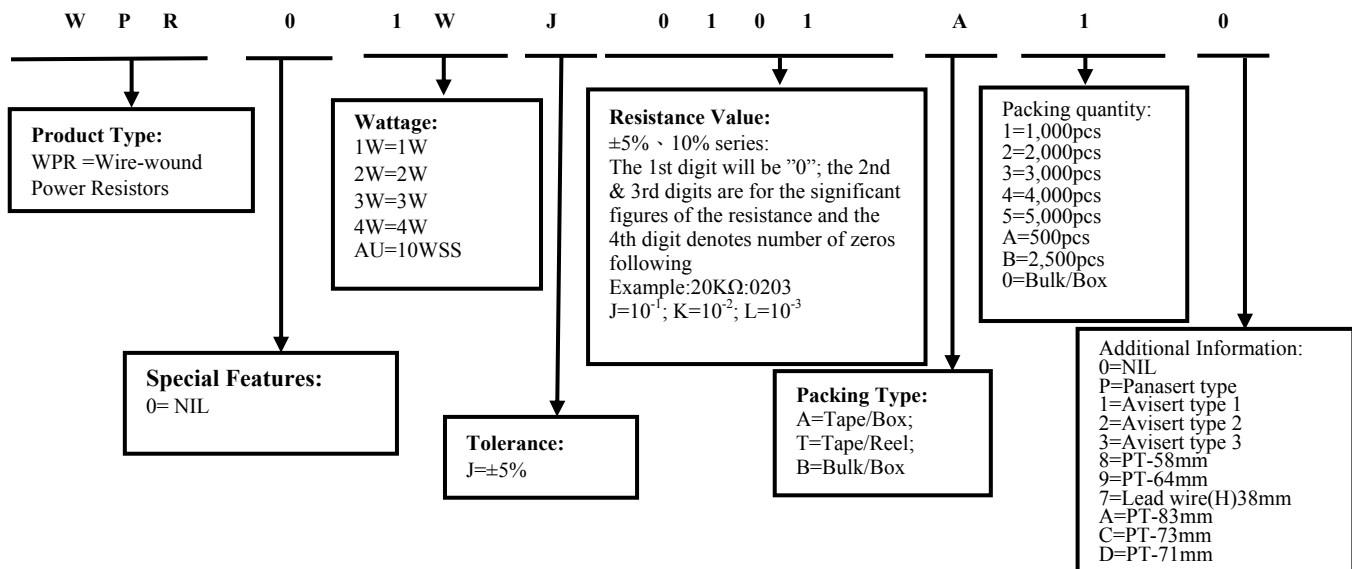 W P R 0 1 W J 0 1 0 1 A 1 0
Product Type:
WPR =Wire-wound
Power Resistors
Wattage:
1W=1W
2W=2W
3W=3W
4W=4W
AU=10WSS
Resistance Value:
±5%、10% series:
The 1st digit will be ”0”; the 2nd
& 3rd digits are for the significant
figures of the resistance and the
4th digit denotes number of zeros
following
Example:20KΩ:0203
J=10⁻¹; K=10⁻²; L=10⁻³
Packing quantity:
1=1,000pcs
2=2,000pcs
3=3,000pcs
4=4,000pcs
5=5,000pcs
A=500pcs
B=2,500pcs
0=Bulk/Box
Special Features:
0= NIL
Tolerance:
J=±5%
Packing Type:
A=Tape/Box;
T=Tape/Reel;
B=Bulk/Box
Additional Information:
0=NIL
P=Panasert type
1=Avisert type 1
2=Avisert type 2
3=Avisert type 3
8=PT-58mm
9=PT-64mm
7=Lead wire(H)38mm
A=PT-83mm
C=PT-73mm
D=PT-71mm